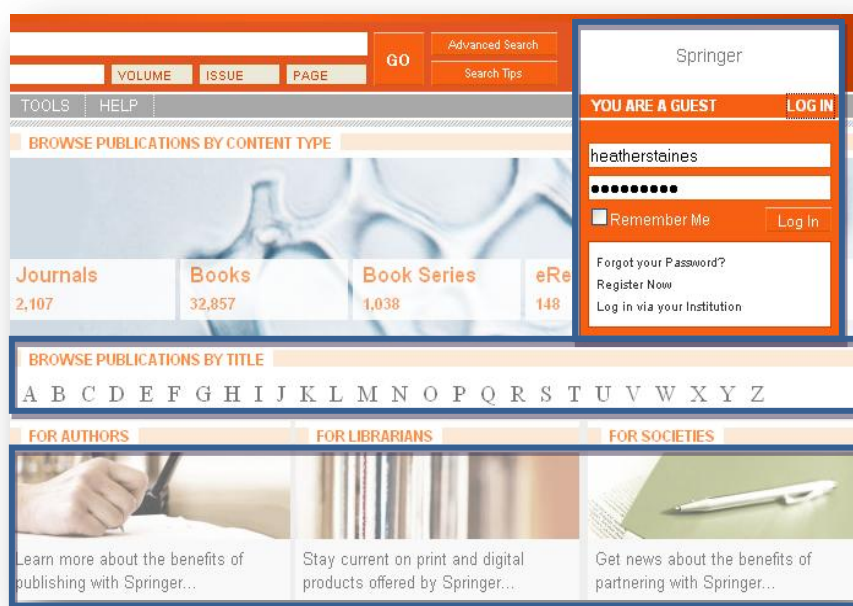 GO
Advanced Search
Search Tips
VOLUME ISSUE PAGE
Springer
TOOLS HELP
YOU ARE A GUEST LOG IN
BROWSE PUBLICATIONS BY CONTENT TYPE
heatherstaines
●●●●●●●●●
Remember Me Log In
Forgot your Password?
Register Now
Log in via your Institution
Journals
2,107
Books
32,857
Book Series
1,038
eRe
148
BROWSE PUBLICATIONS BY TITLE
A B C D E F G H I J K L M N O P Q R S T U V W X Y Z
FOR AUTHORS
Learn more about the benefits of
publishing with Springer...
FOR LIBRARIANS
Stay current on print and digital
products offered by Springer...
FOR SOCIETIES
Get news about the benefits of
partnering with Springer...